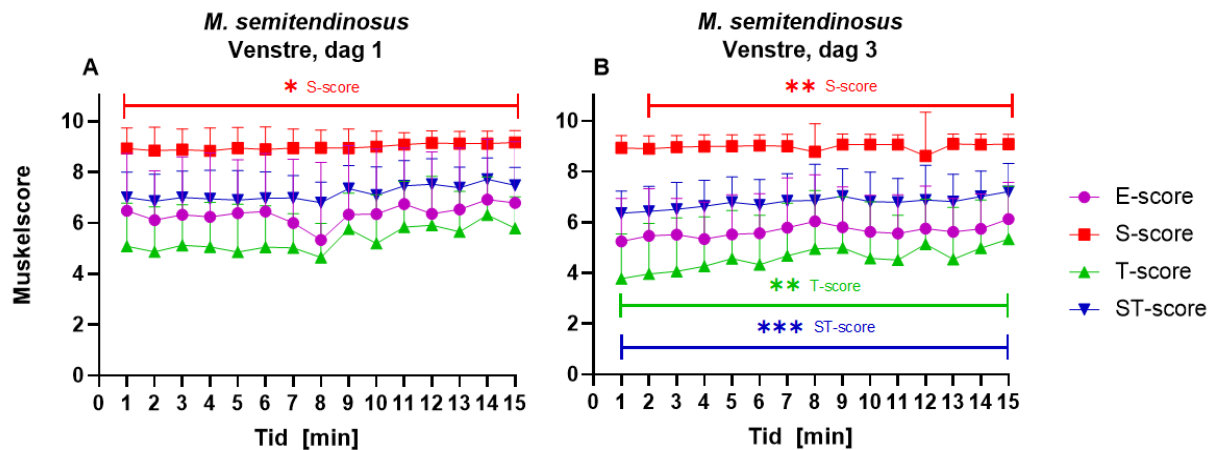 M. semitendinosus
Venstre, dag 1
A
* S-score
Muskelscore
10
8
6
4
2
0
0 1 2 3 4 5 6 7 8 9 10 11 12 13 14 15
Tid [min]
M. semitendinosus
Venstre, dag 3
B
** S-score
10
8
6
4
2
0
** T-score
*** ST-score
0 1 2 3 4 5 6 7 8 9 10 11 12 13 14 15
Tid [min]
E-score
S-score
T-score
ST-score